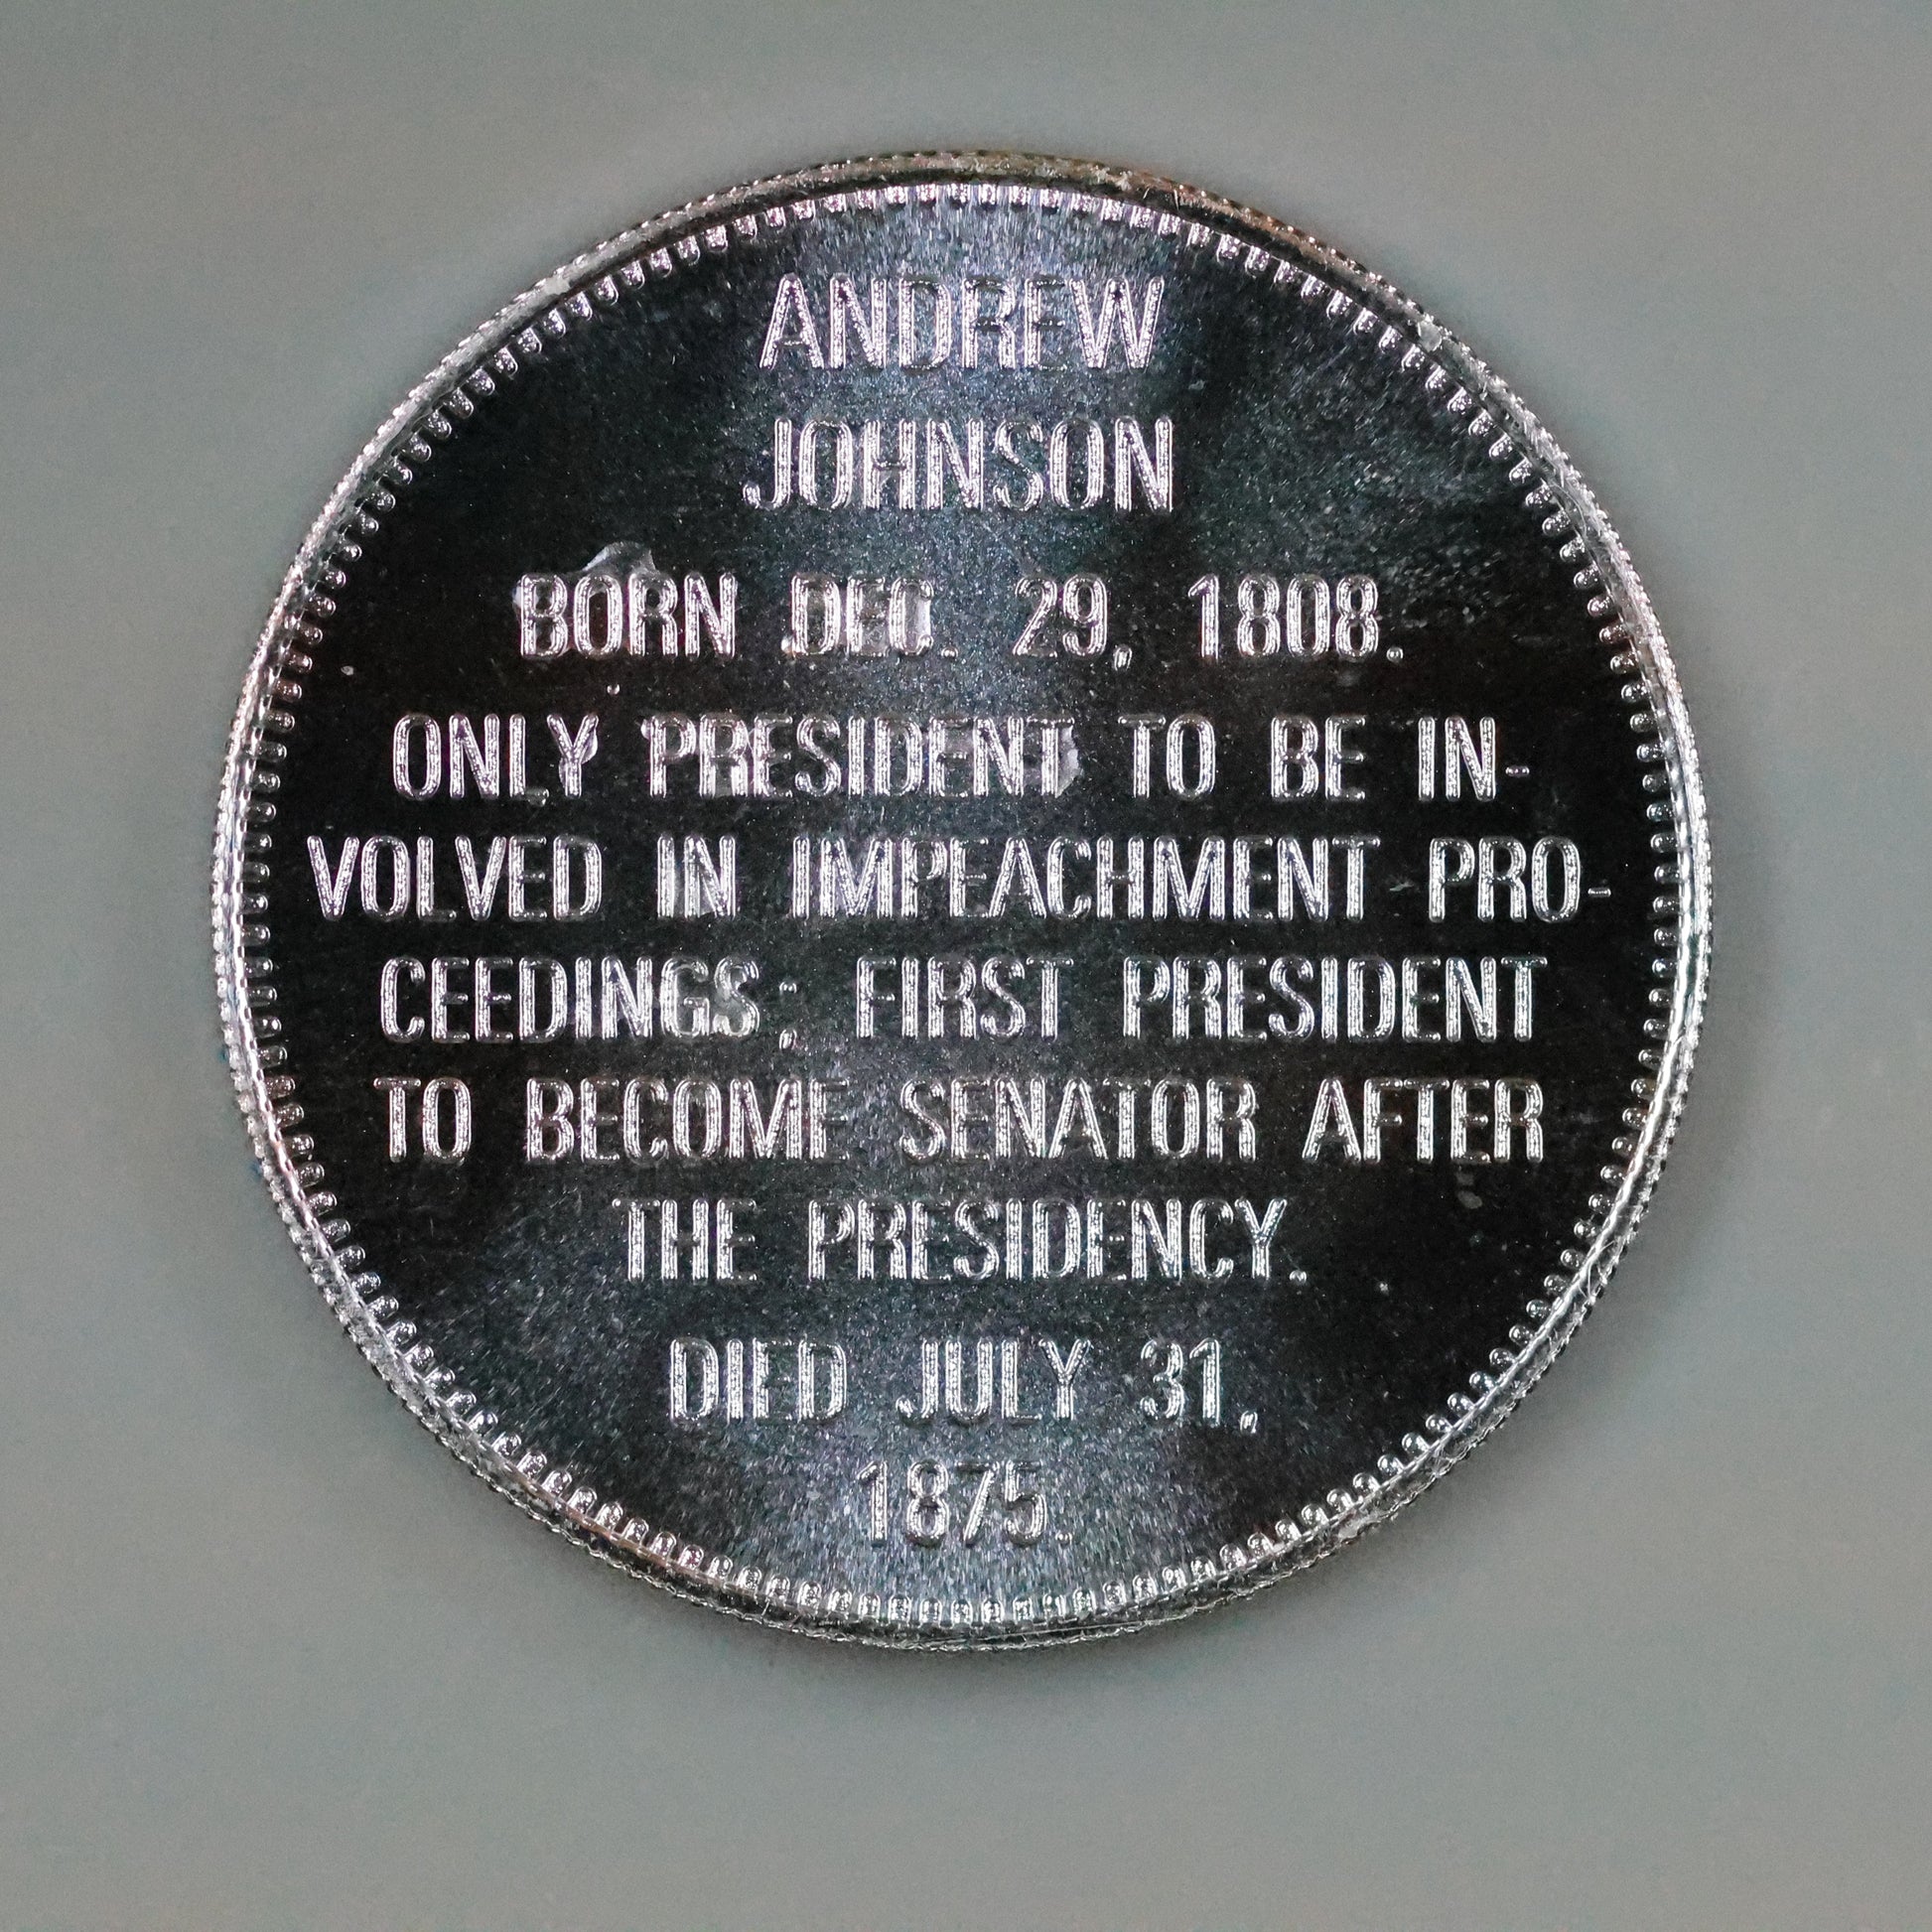 ANDREW
JOHNSON
BORN DEC. 29, 1808.
ONLY PRESIDENT TO BE IN-
VOLVED IN IMPEACHMENT PRO-
CEEDINGS; FIRST PRESIDENT
TO BECOME SENATOR AFTER
THE PRESIDENCY.
DIED JULY 31,
1875.